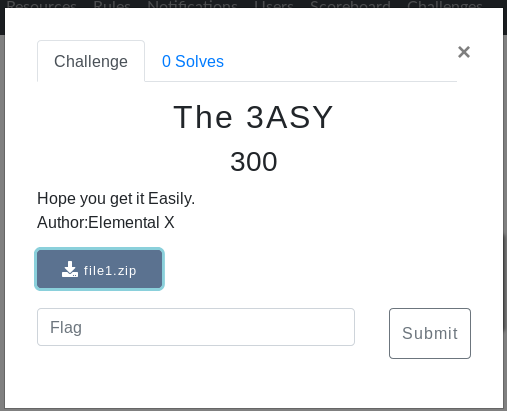 Resources Rules Notifications Users Scoreboard Challenges
Challenge 0 Solves ×
The 3ASY
300
Hope you get it Easily.
Author:Elemental X
file1.zip
Flag Submit